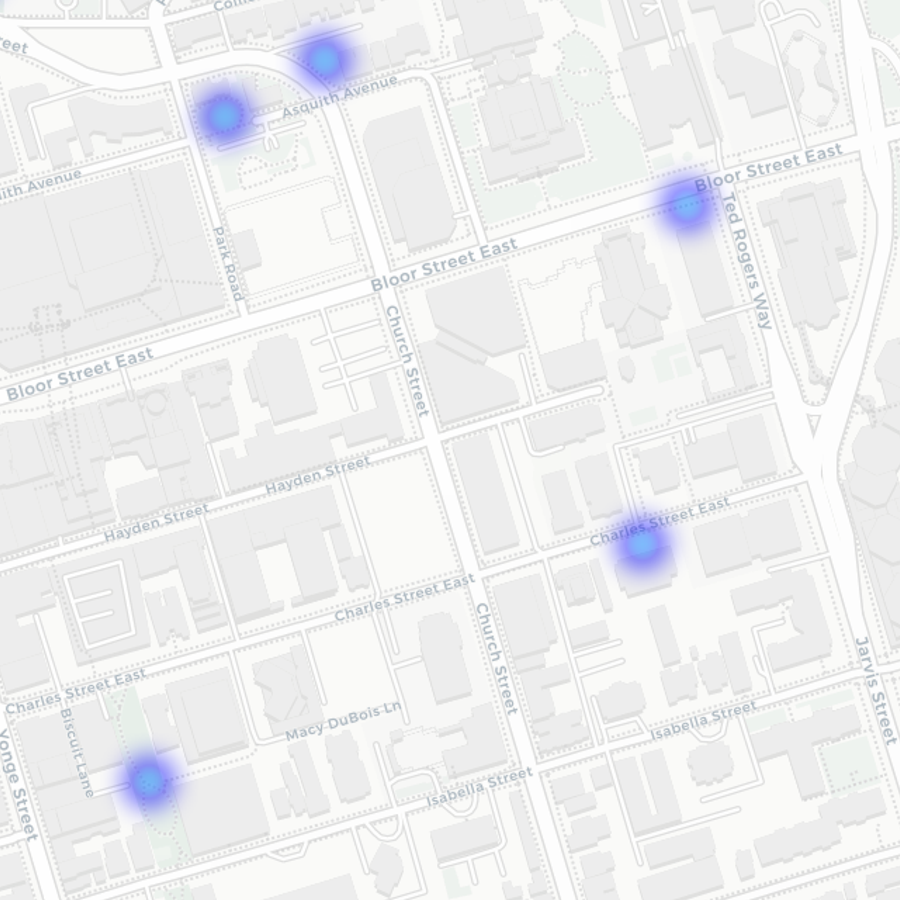 Asquith Avenue
Bloor Street East
Park Road
Ted Rogers Way
Bloor Street East
Church Street
Bloor Street East
Hayden Street
Hayden Street
Charles Street East
Charles Street East
Church Street
Charles Street East
Biscuit Lane
Macy DuBois Ln
Isabella Street
Jarvis Street
Yonge Street
Isabella Street